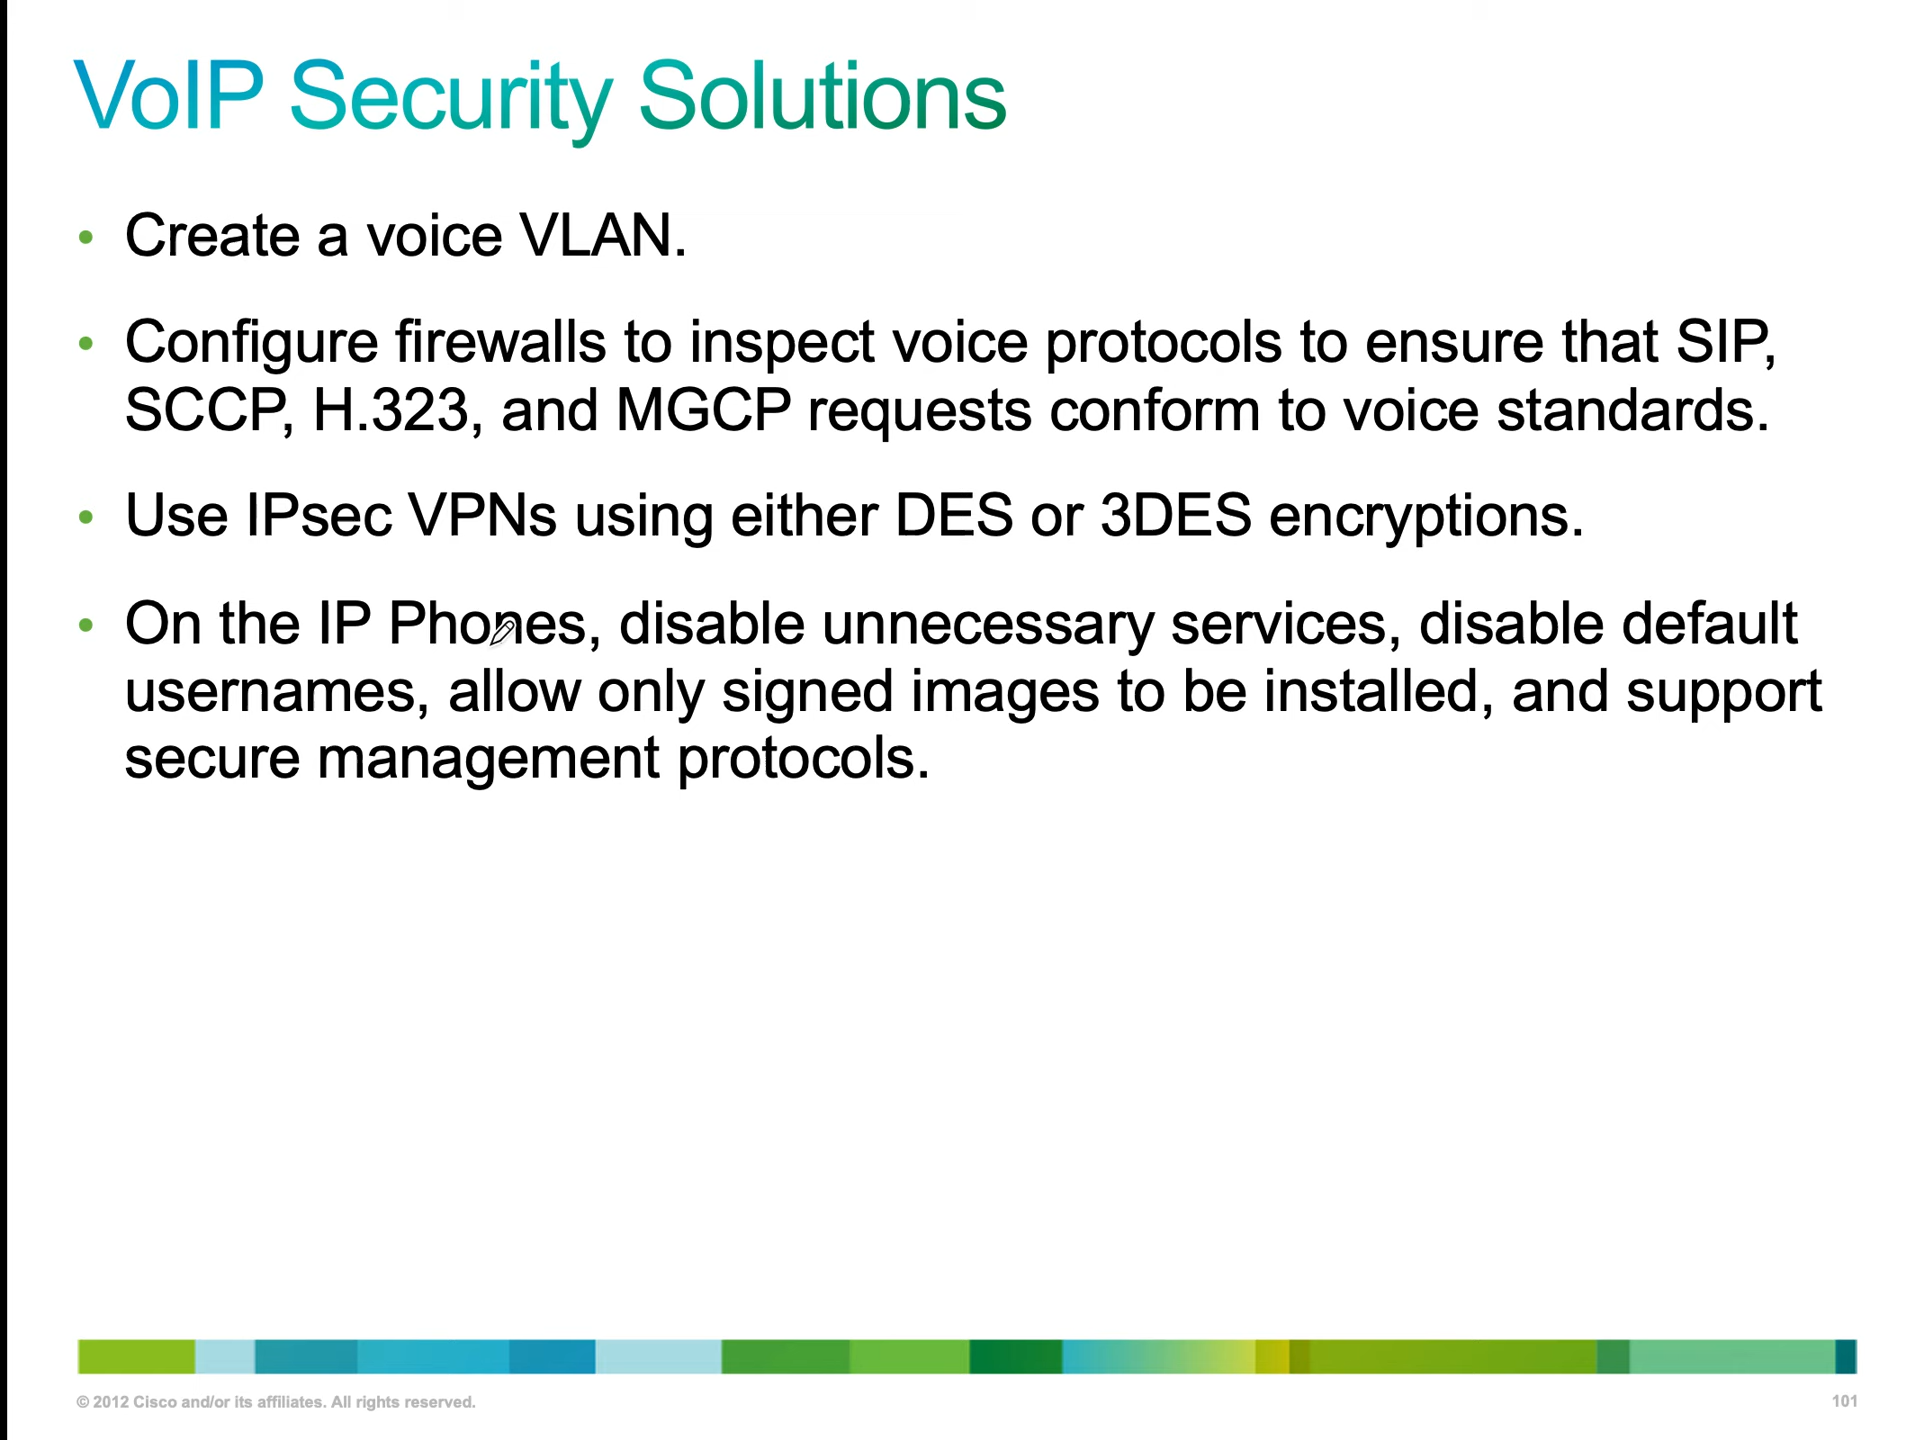 VoIP Security Solutions
• Create a voice VLAN.
• Configure firewalls to inspect voice protocols to ensure that SIP,
SCCP, H.323, and MGCP requests conform to voice standards.
• Use IPsec VPNs using either DES or 3DES encryptions.
• On the IP Phones, disable unnecessary services, disable default
usernames, allow only signed images to be installed, and support
secure management protocols.
© 2012 Cisco and/or its affiliates. All rights reserved.
101